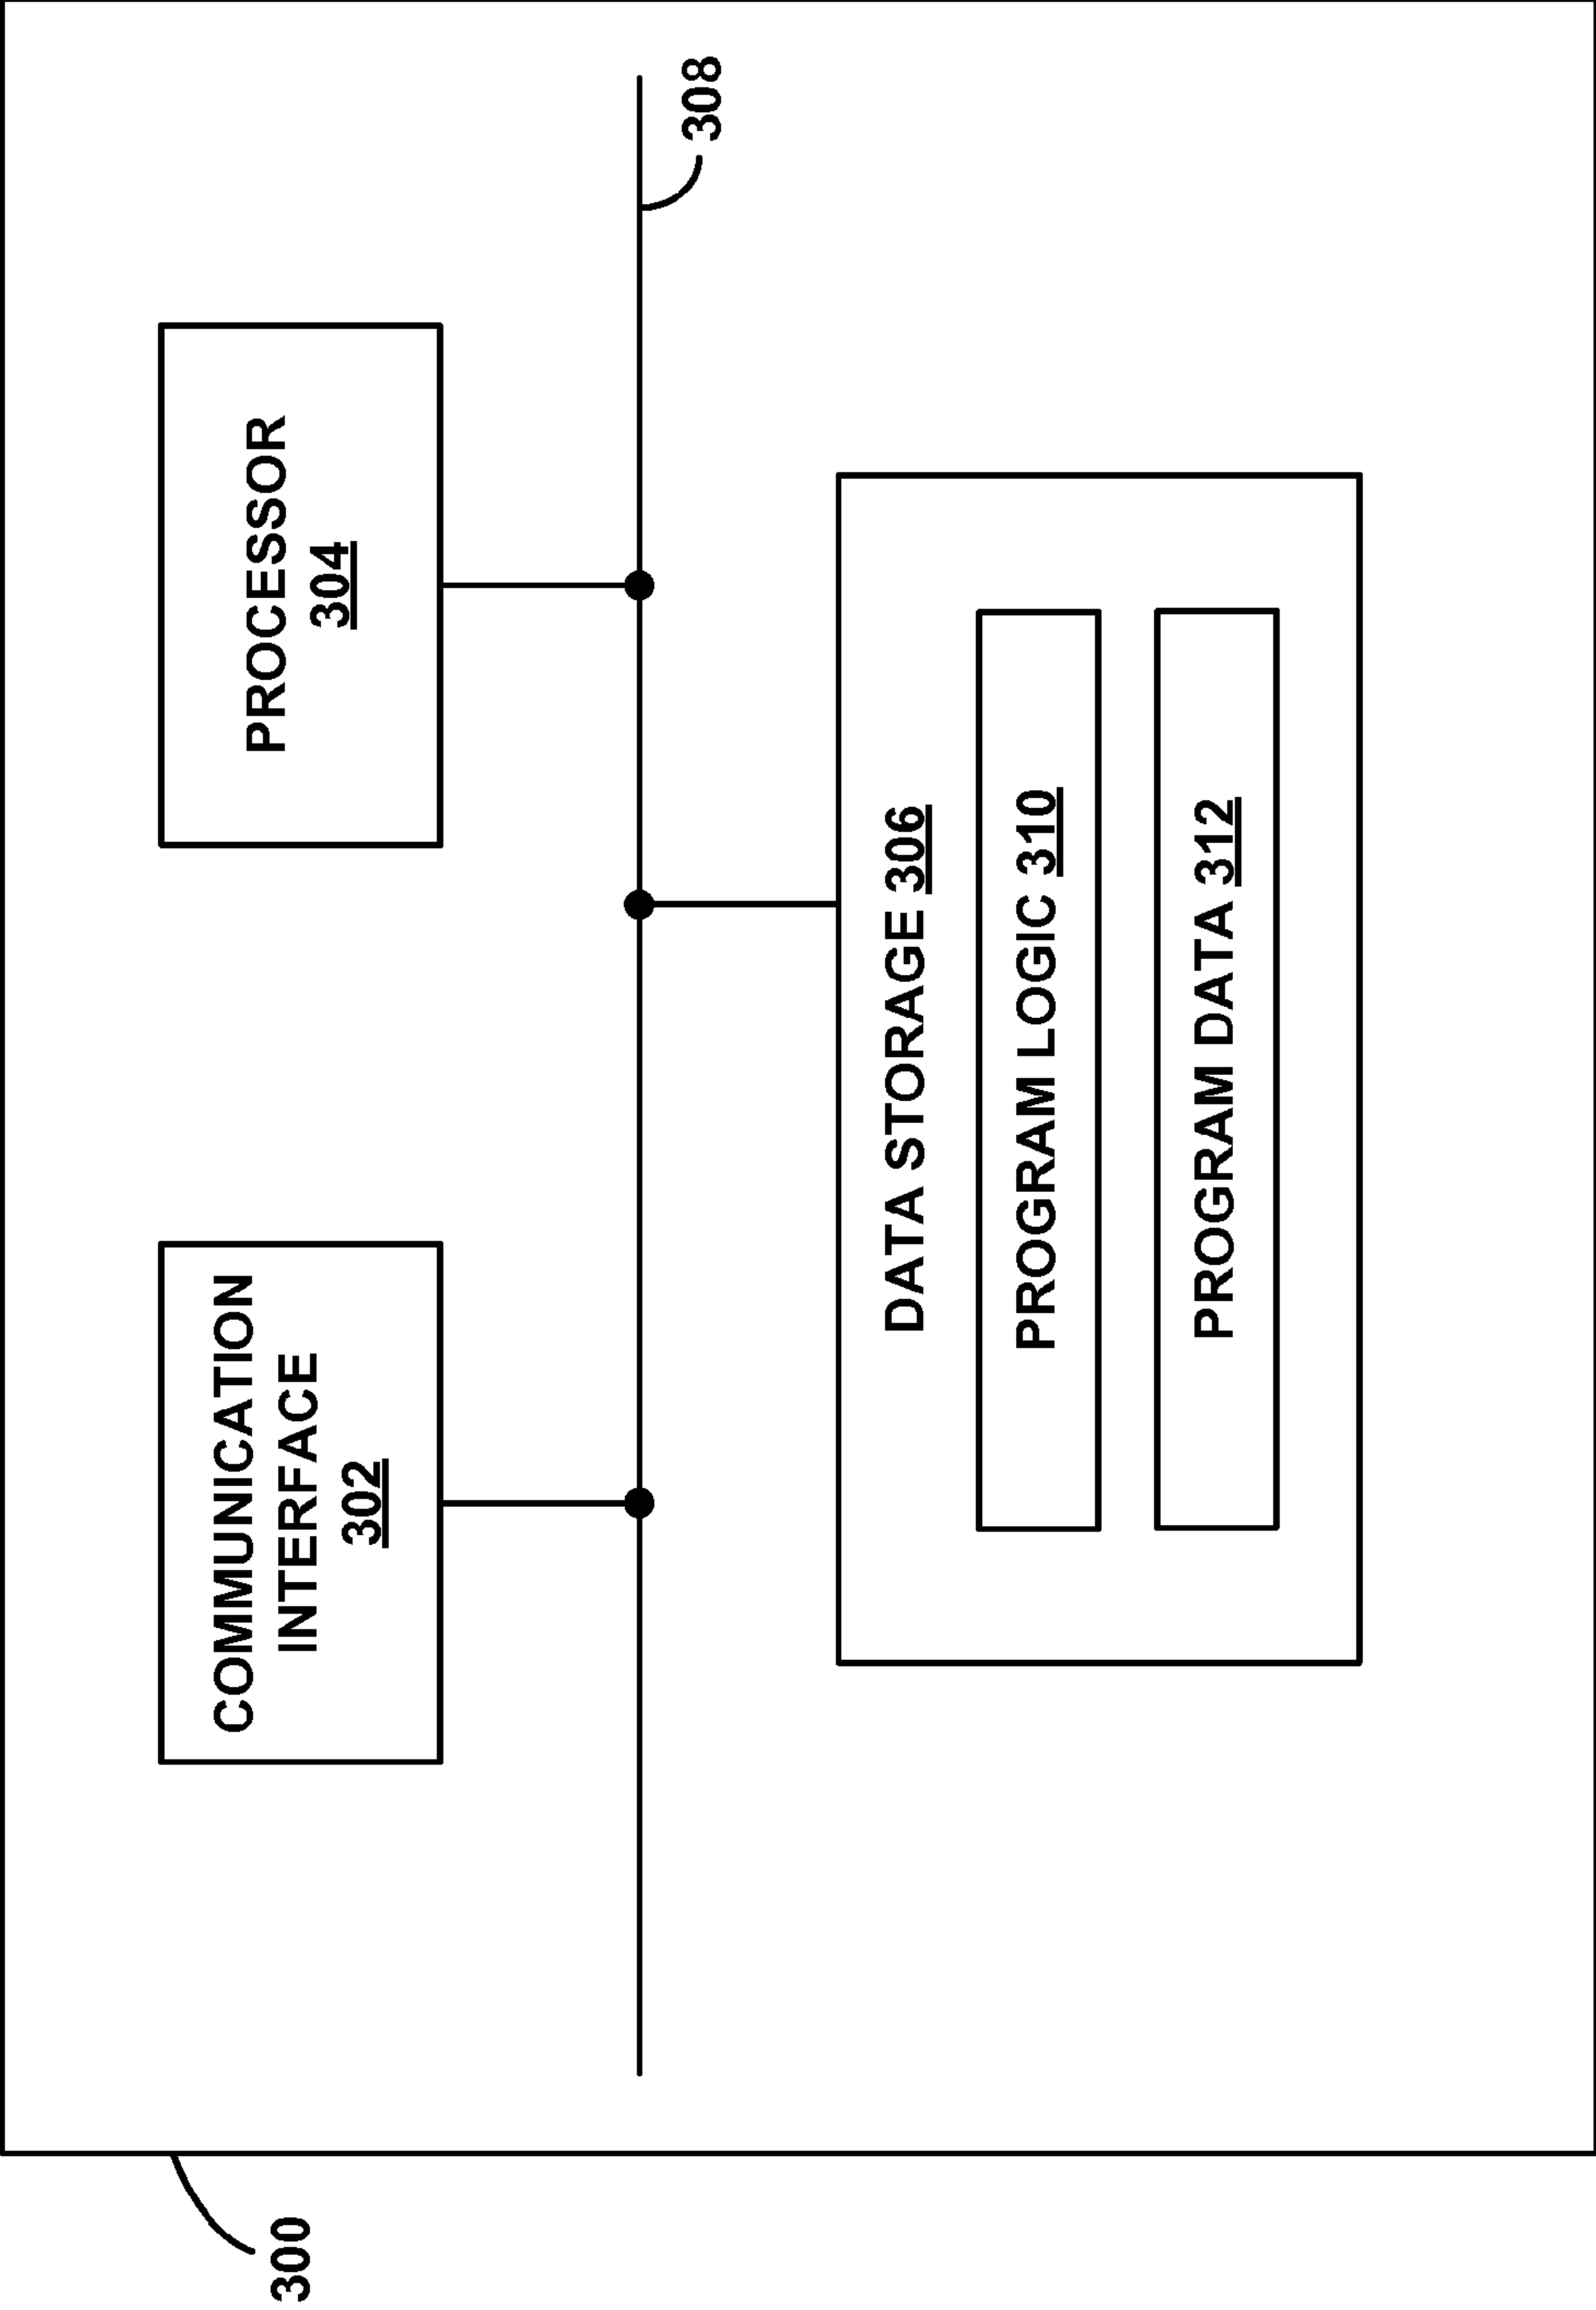 300
COMMUNICATION
INTERFACE
302
PROCESSOR
304
308
DATA STORAGE 306
PROGRAM LOGIC 310
PROGRAM DATA 312